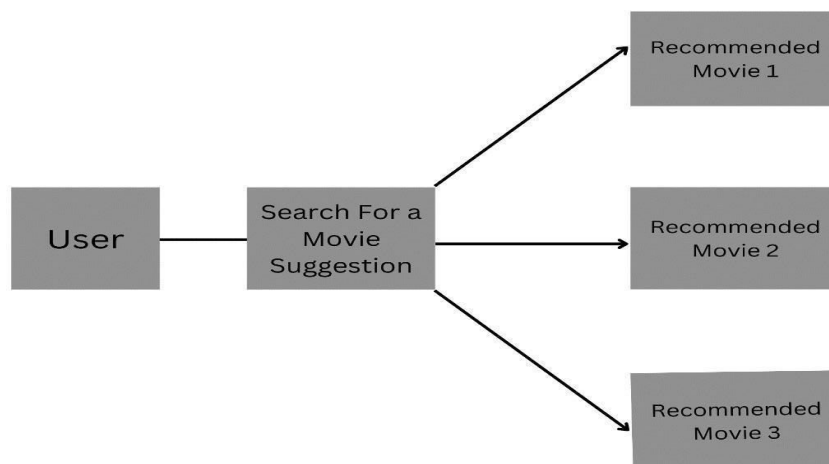 User
Search For a
Movie
Suggestion
Recommended
Movie 1
Recommended
Movie 2
Recommended
Movie 3